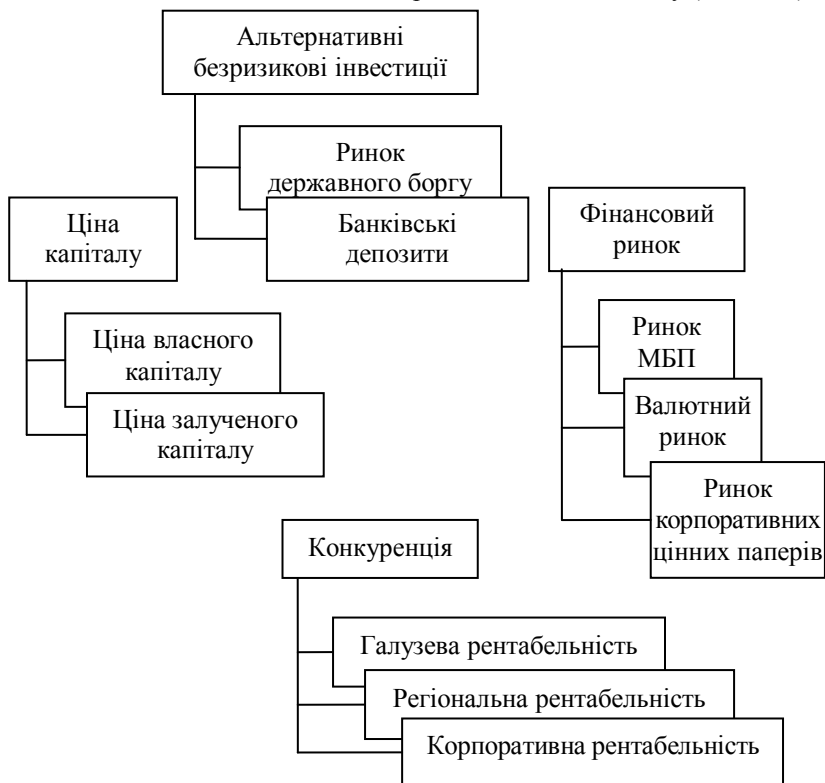 Альтернативні
безризикові інвестиції
Ринок
державного боргу
Банківські
депозити
Ціна
капіталу
Ціна власного
капіталу
Ціна залученого
капіталу
Фінансовий
ринок
Ринок
МБП
Валютний
ринок
Ринок
корпоративних
цінних паперів
Конкуренція
Галузева рентабельність
Регіональна рентабельність
Корпоративна рентабельність